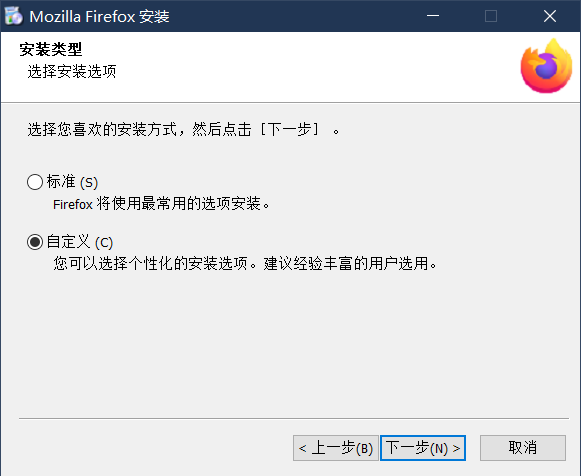 Mozilla Firefox 安装
安装类型
选择安装选项
选择您喜欢的安装方式，然后点击 [下一步] 。
标准 (S)
Firefox 将使用最常用的选项安装。
自定义 (C)
您可以选择个性化的安装选项。建议经验丰富的用户选用。
< 上一步(B) 下一步(N) > 取消